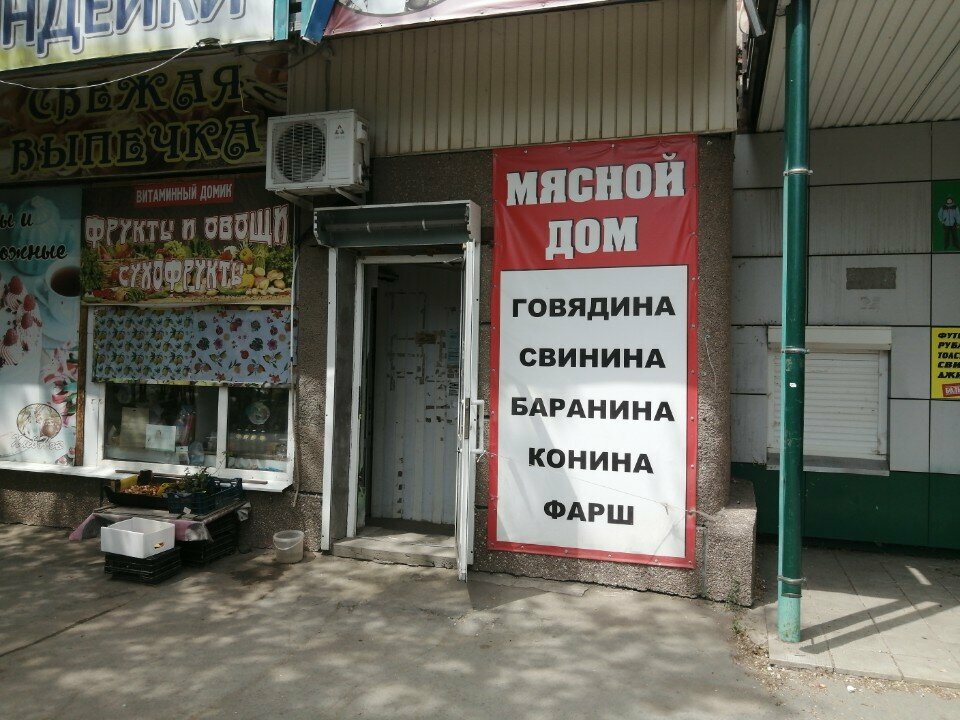 НДЕЙКИ
СВЕЖАЯ
ВЫПЕЧКА
ВИТАМИННЫЙ ДОМИК
ФРУКТЫ И ОВОЩИ
СУХОФРУКТЫ
МЯСНОЙ
ДОМ
ГОВЯДИНА
СВИНИНА
БАРАНИНА
КОНИНА
ФАРШ